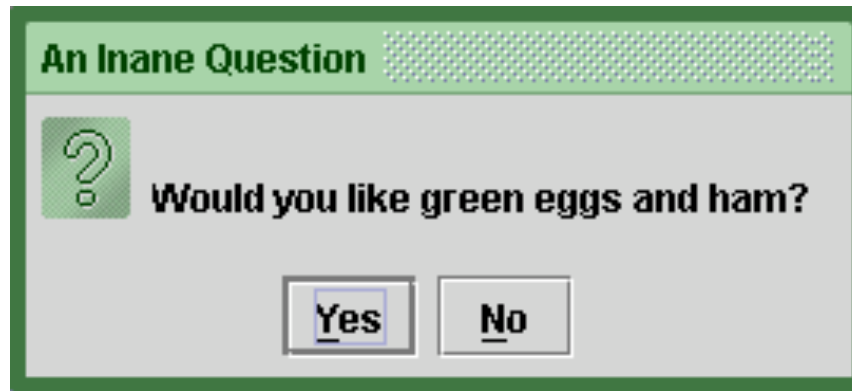 An Inane Question
Would you like green eggs and ham?
Yes No